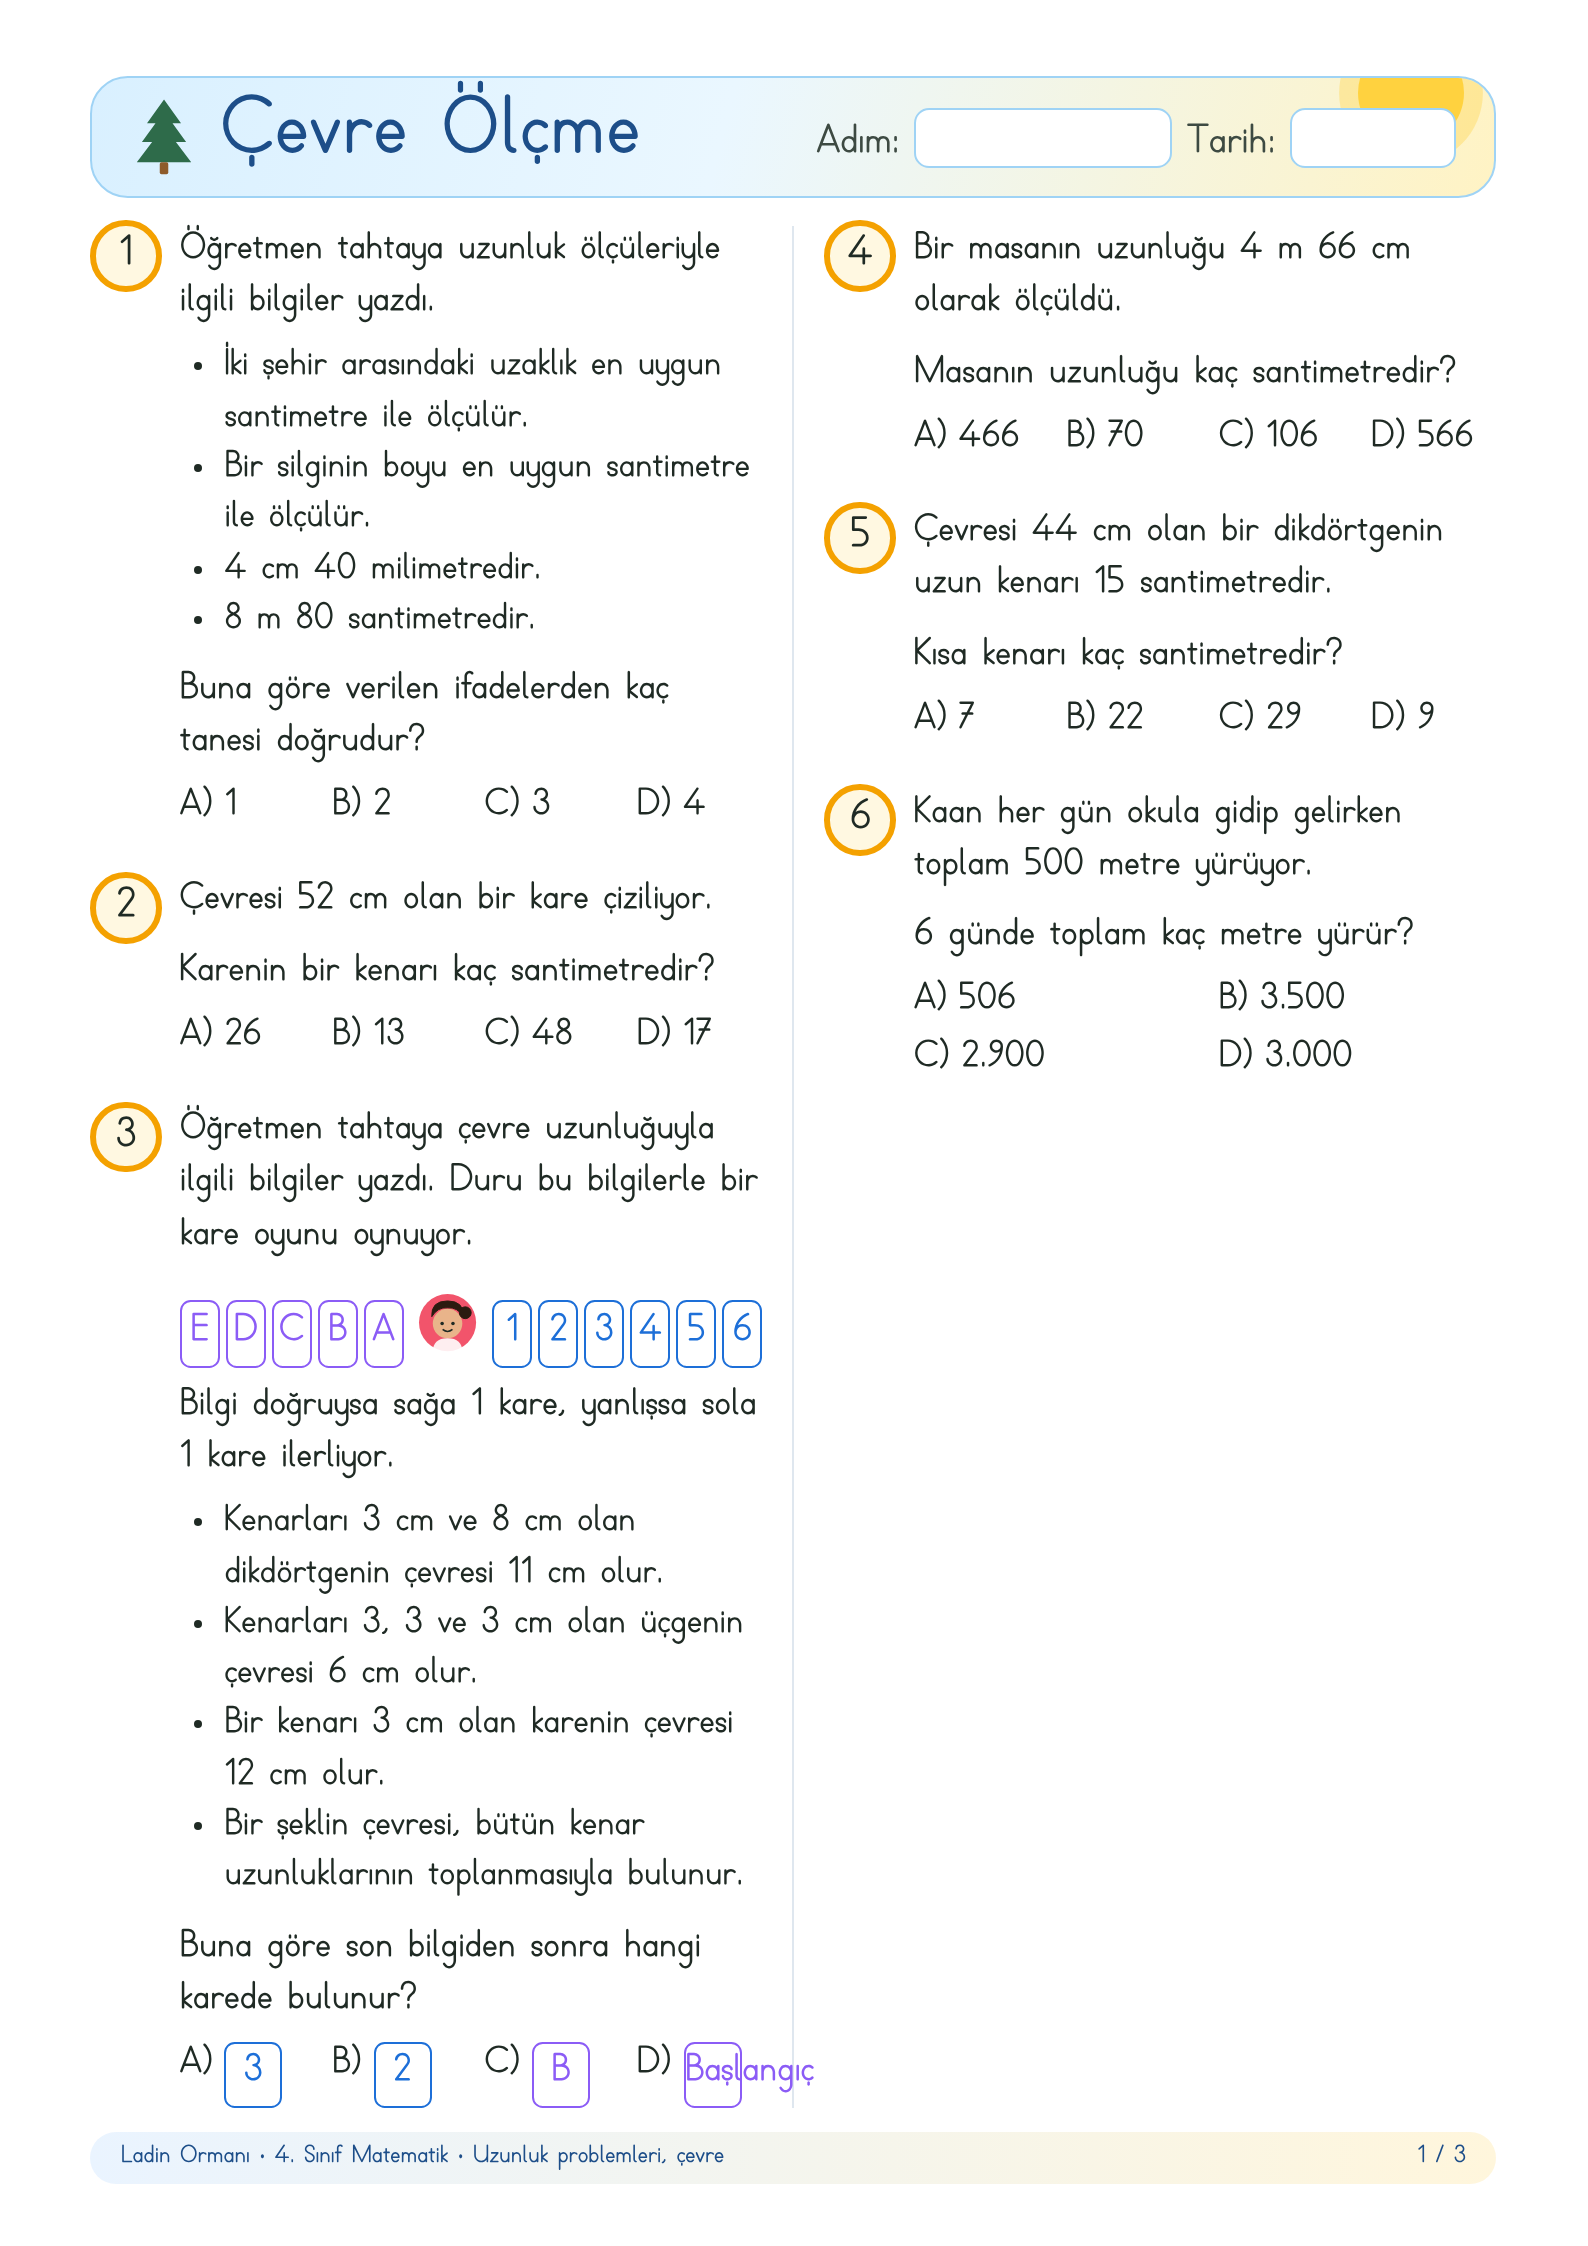 Çevre Ölçme
Adım:
Tarih:
1
Öğretmen tahtaya uzunluk ölçüleriyle
ilgili bilgiler yazdı.
• İki şehir arasındaki uzaklık en uygun
santimetre ile ölçülür.
• Bir silginin boyu en uygun santimetre
ile ölçülür.
• 4 cm 40 milimetredir.
• 8 m 80 santimetredir.
Buna göre verilen ifadelerden kaç
tanesi doğrudur?
A) 1 B) 2 C) 3 D) 4
2
Çevresi 52 cm olan bir kare çiziliyor.
Karenin bir kenarı kaç santimetredir?
A) 26 B) 13 C) 48 D) 17
3
Öğretmen tahtaya çevre uzunluğuyla
ilgili bilgiler yazdı. Duru bu bilgilerle bir
kare oyunu oynuyor.
E D C B A 1 2 3 4 5 6
Bilgi doğruysa sağa 1 kare, yanlışsa sola
1 kare ilerliyor.
• Kenarları 3 cm ve 8 cm olan
dikdörtgenin çevresi 11 cm olur.
• Kenarları 3, 3 ve 3 cm olan üçgenin
çevresi 6 cm olur.
• Bir kenarı 3 cm olan karenin çevresi
12 cm olur.
• Bir şeklin çevresi, bütün kenar
uzunluklarının toplanmasıyla bulunur.
Buna göre son bilgiden sonra hangi
karede bulunur?
A) 3 B) 2 C) B D) Başlangıç
4
Bir masanın uzunluğu 4 m 66 cm
olarak ölçüldü.
Masanın uzunluğu kaç santimetredir?
A) 466 B) 70 C) 106 D) 566
5
Çevresi 44 cm olan bir dikdörtgenin
uzun kenarı 15 santimetredir.
Kısa kenarı kaç santimetredir?
A) 7 B) 22 C) 29 D) 9
6
Kaan her gün okula gidip gelirken
toplam 500 metre yürüyor.
6 günde toplam kaç metre yürür?
A) 506 B) 3.500
C) 2.900 D) 3.000
Ladin Ormanı • 4. Sınıf Matematik • Uzunluk problemleri, çevre
1 / 3